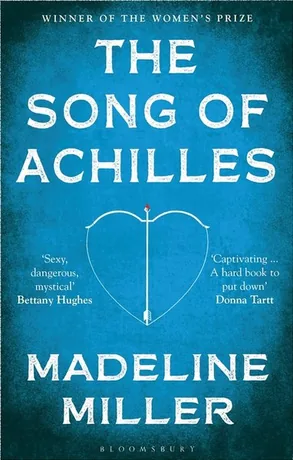 WINNER OF THE WOMEN'S PRIZE
THE
SONG OF
ACHILLES
‘Sexy,
dangerous,
mystical’
Bettany Hughes
‘Captivating ...
A hard book to
put down’
Donna Tartt
MADELINE
MILLER
BLOOMSBURY